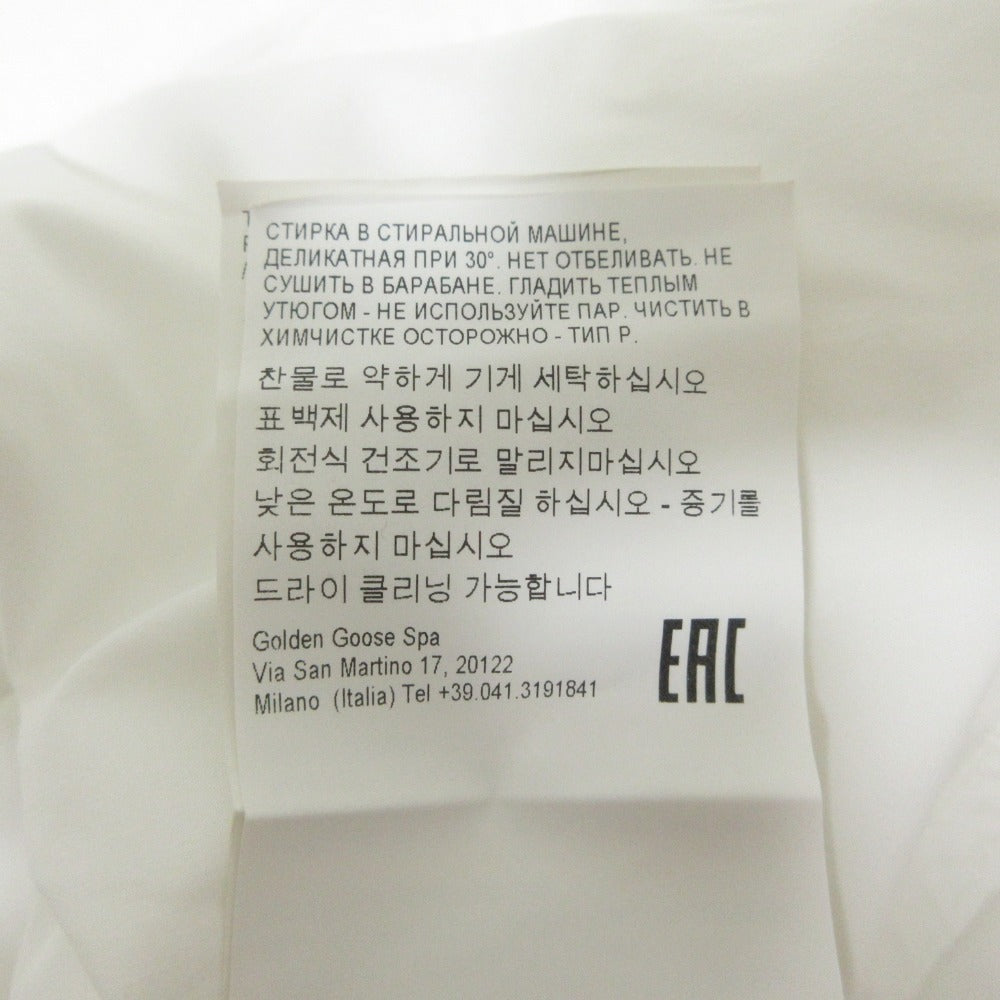 СТИРКА В СТИРАЛЬНОЙ МАШИНЕ,
ДЕЛИКАТНАЯ ПРИ 30°. НЕТ ОТБЕЛИВАТЬ. НЕ
СУШИТЬ В БАРАБАНЕ. ГЛАДИТЬ ТЕПЛЫМ
УТЮГОМ - НЕ ИСПОЛЬЗУЙТЕ ПАР. ЧИСТИТЬ В
ХИМЧИСТКЕ ОСТОРОЖНО - ТИП P.
찬물로 약하게 기게 세탁하십시오
표백제 사용하지 마십시오
회전식 건조기로 말리지마십시오
낮은 온도로 다림질 하십시오 - 증기를
사용하지 마십시오
드라이 클리닝 가능합니다
Golden Goose Spa
Via San Martino 17, 20122
Milano (Italia) Tel +39.041.3191841
EAC